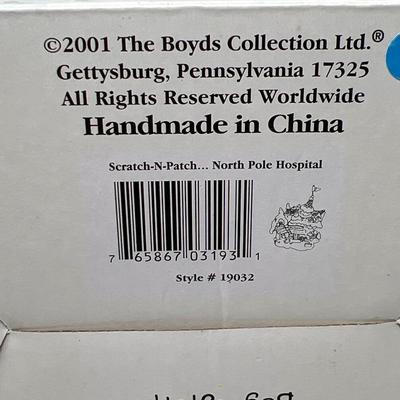 ©2001 The Boyds Collection Ltd.®
Gettysburg, Pennsylvania 17325
All Rights Reserved Worldwide
Handmade in China
Scratch-N-Patch... North Pole Hospital
7 65867 03193 1
Style # 19032